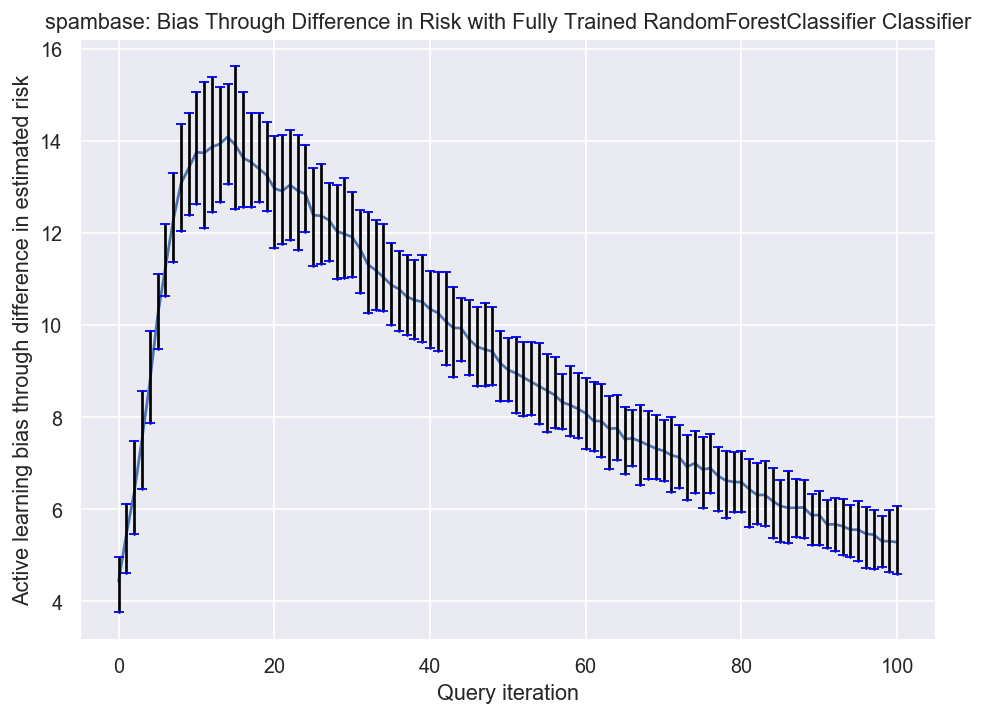 spambase: Bias Through Difference in Risk with Fully Trained RandomForestClassifier Classifier
Active learning bias through difference in estimated risk
16
14
12
10
8
6
4
0 20 40 60 80 100
Query iteration